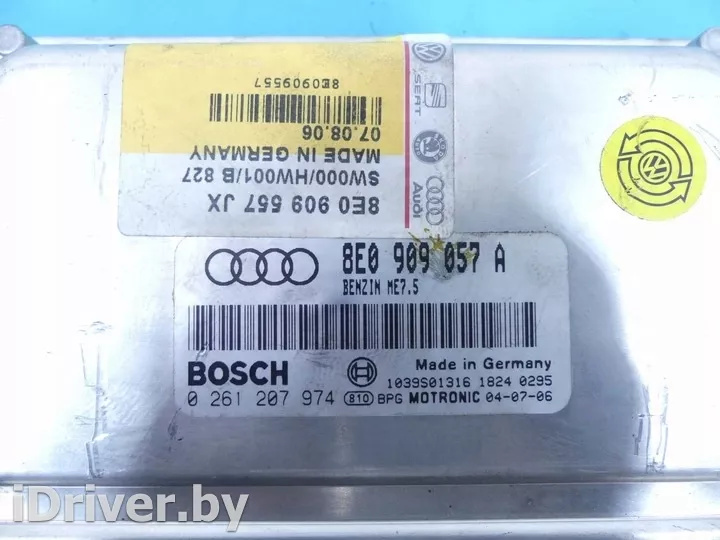 8E0 909 557 JX
SW000/HW001/B 827
MADE IN GERMANY
07.08.06
8E0909557
SEAT
SKODA
Audi
8E0 909 057 A
BENZIN ME7.5
BOSCH
Made in Germany
1039S01316 1824 0295
0 261 207 974 810 BPG MOTRONIC 04-07-06
iDriver.by